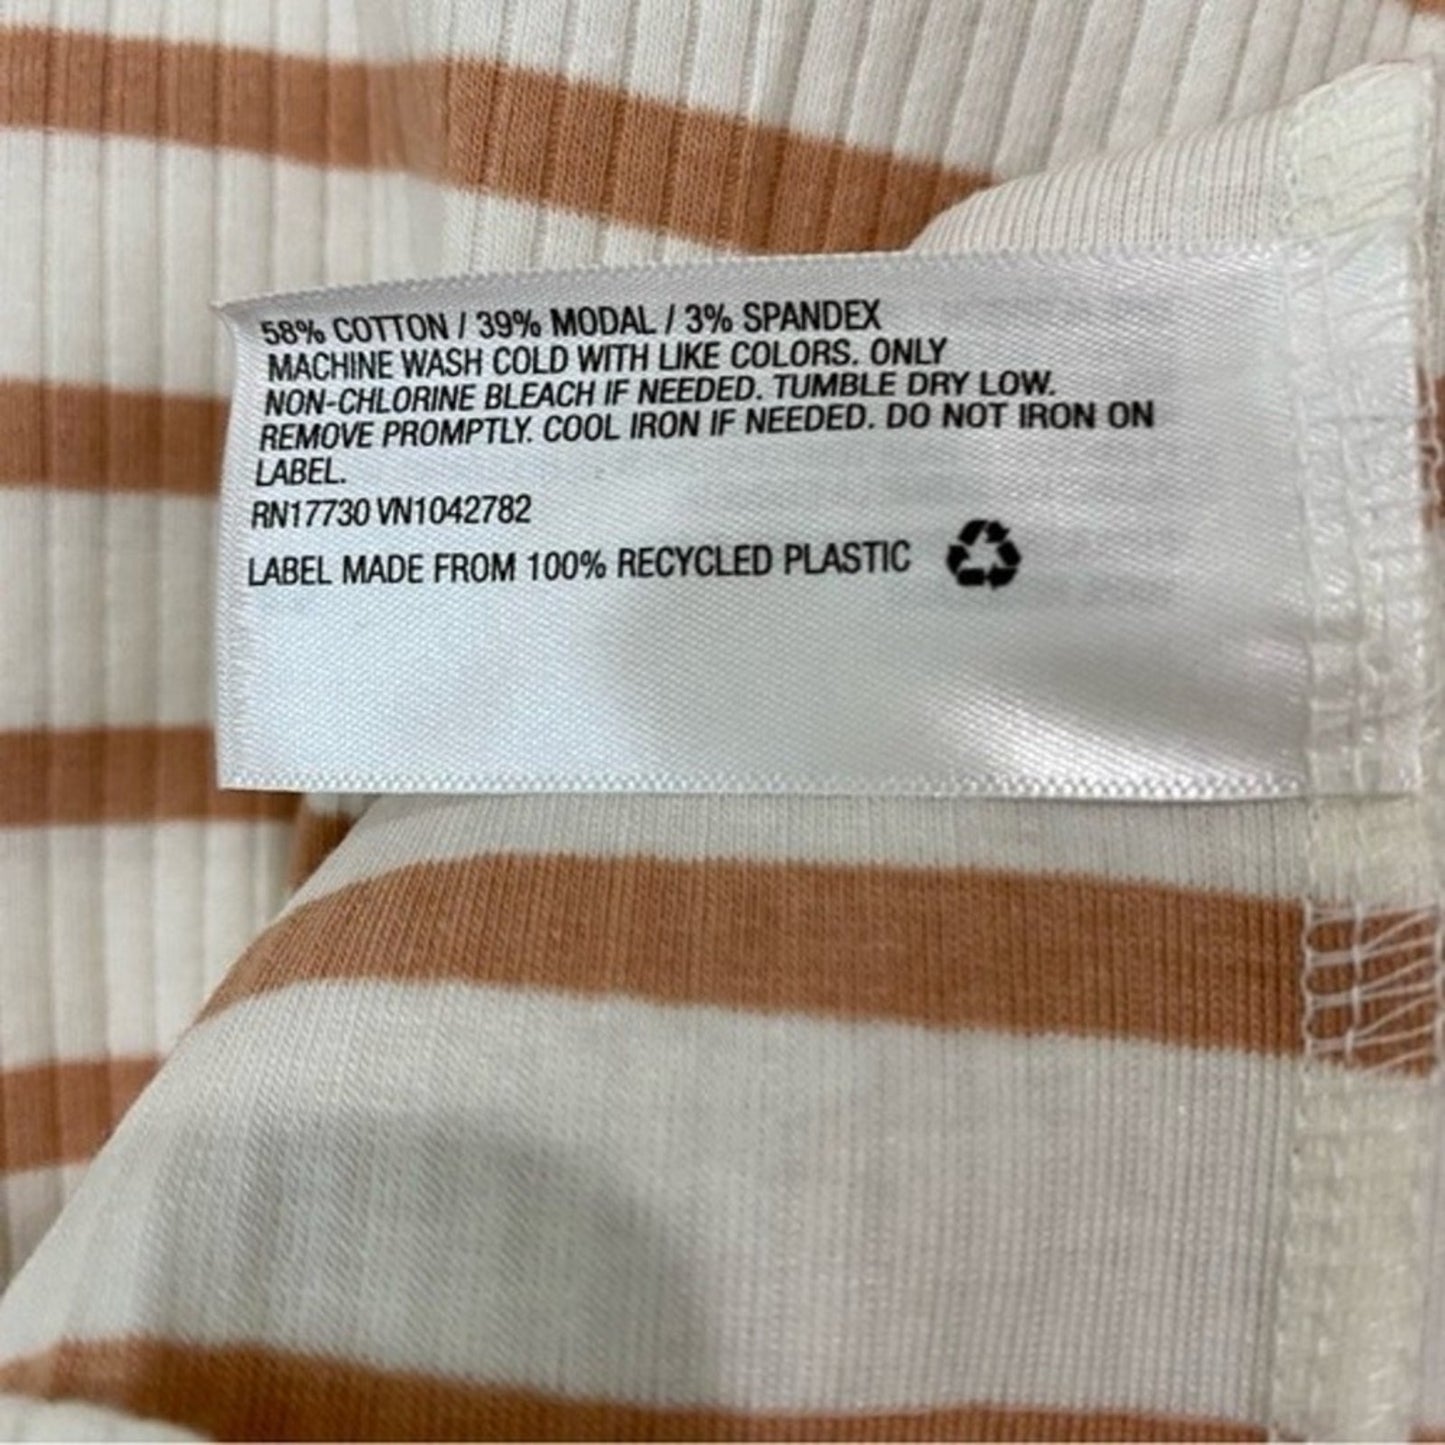 58% COTTON / 39% MODAL / 3% SPANDEX
MACHINE WASH COLD WITH LIKE COLORS. ONLY
NON-CHLORINE BLEACH IF NEEDED. TUMBLE DRY LOW.
REMOVE PROMPTLY. COOL IRON IF NEEDED. DO NOT IRON ON
LABEL.
RN17730 VN1042782
LABEL MADE FROM 100% RECYCLED PLASTIC